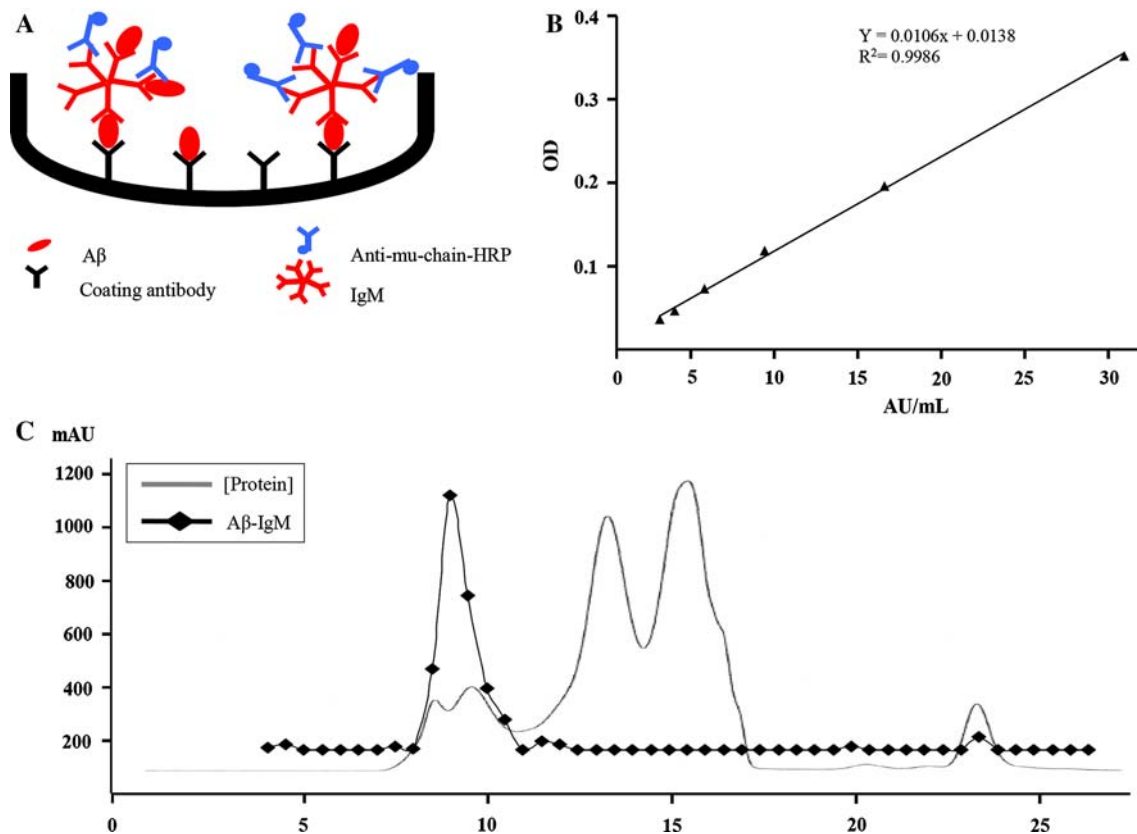 A
Aβ
Coating antibody
Anti-mu-chain-HRP
IgM
B
Y = 0.0106x + 0.0138
R²= 0.9986
OD
0.4
0.3
0.2
0.1
0 5 10 15 20 25 30
AU/mL
C
mAU
[Protein]
Aβ-IgM
1200
1000
800
600
400
200
0 5 10 15 20 25